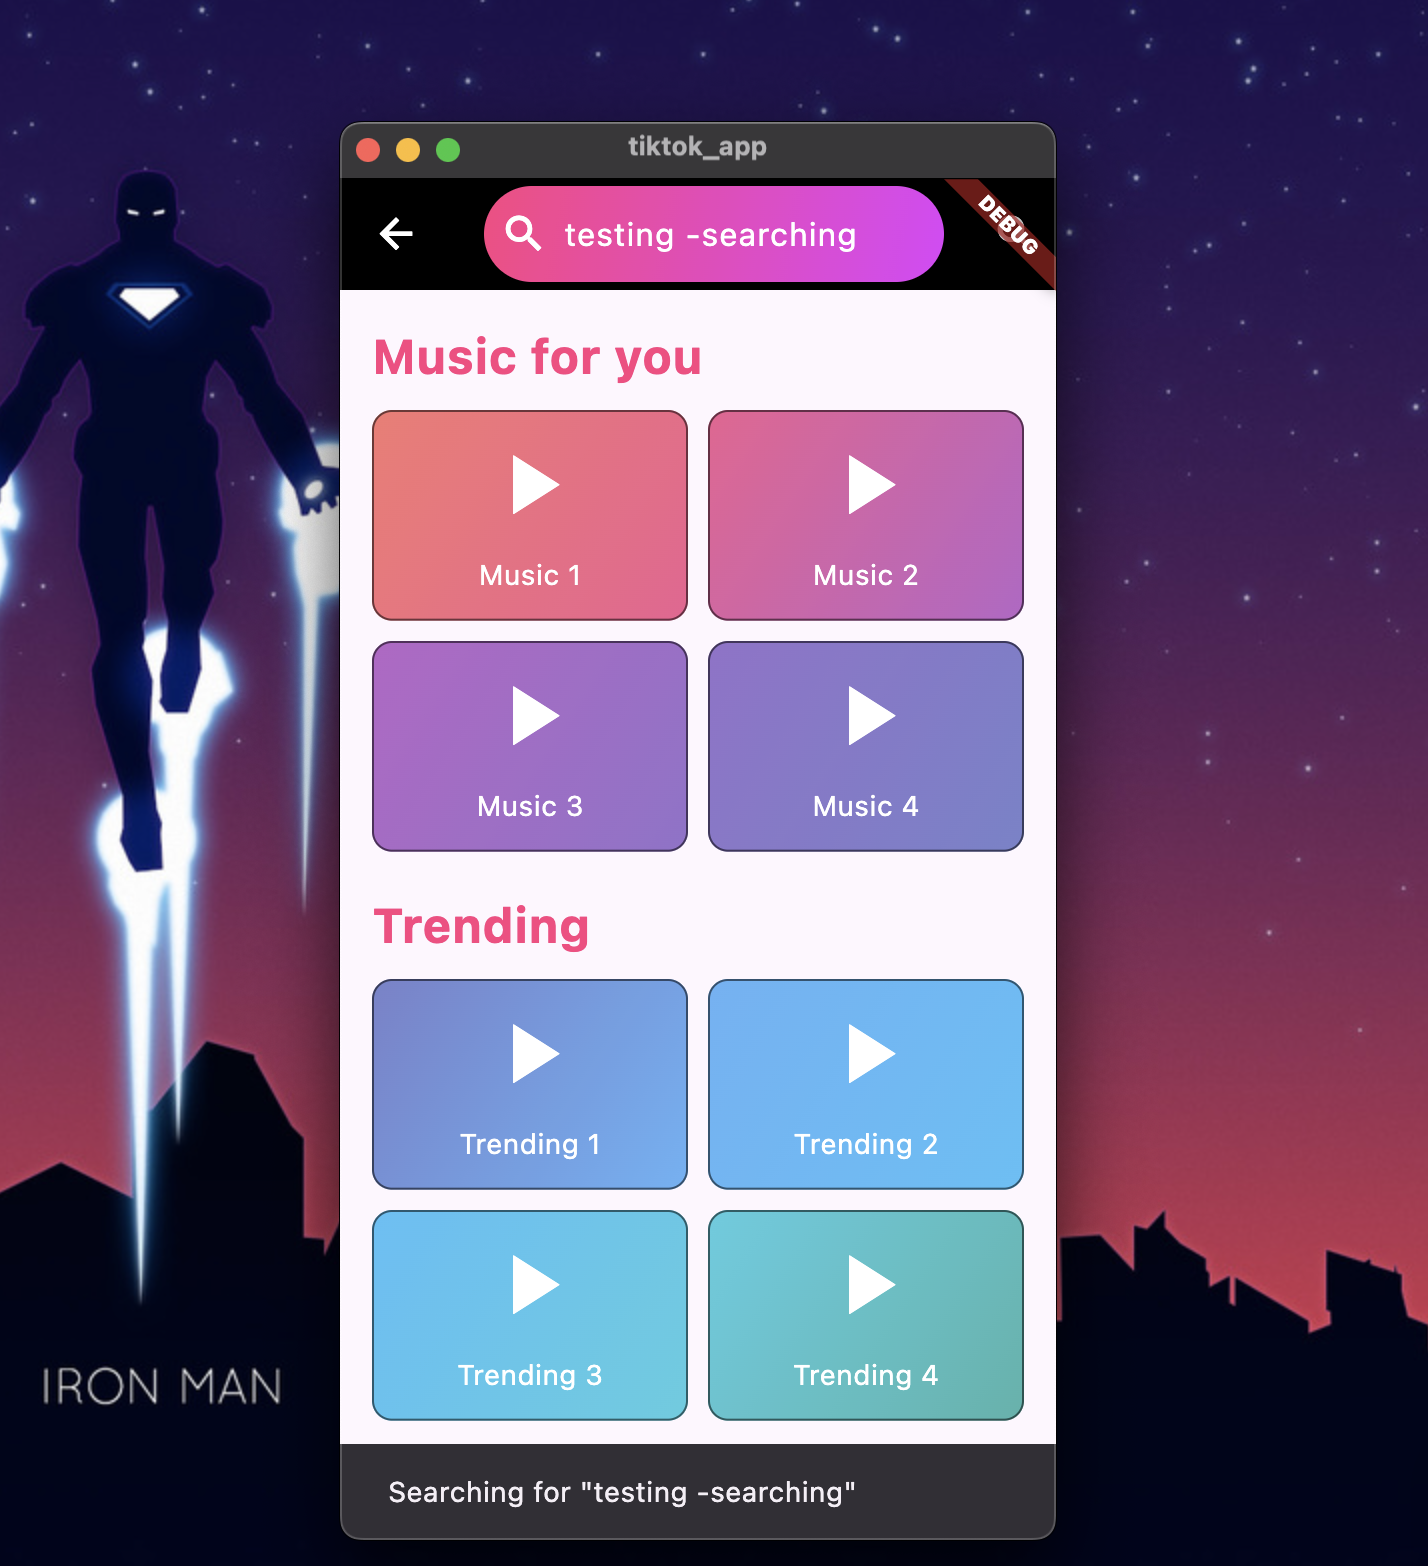 tiktok_app
testing -searching
DEBUG
Music for you
Music 1
Music 2
Music 3
Music 4
Trending
Trending 1
Trending 2
Trending 3
Trending 4
IRON MAN
Searching for "testing -searching"